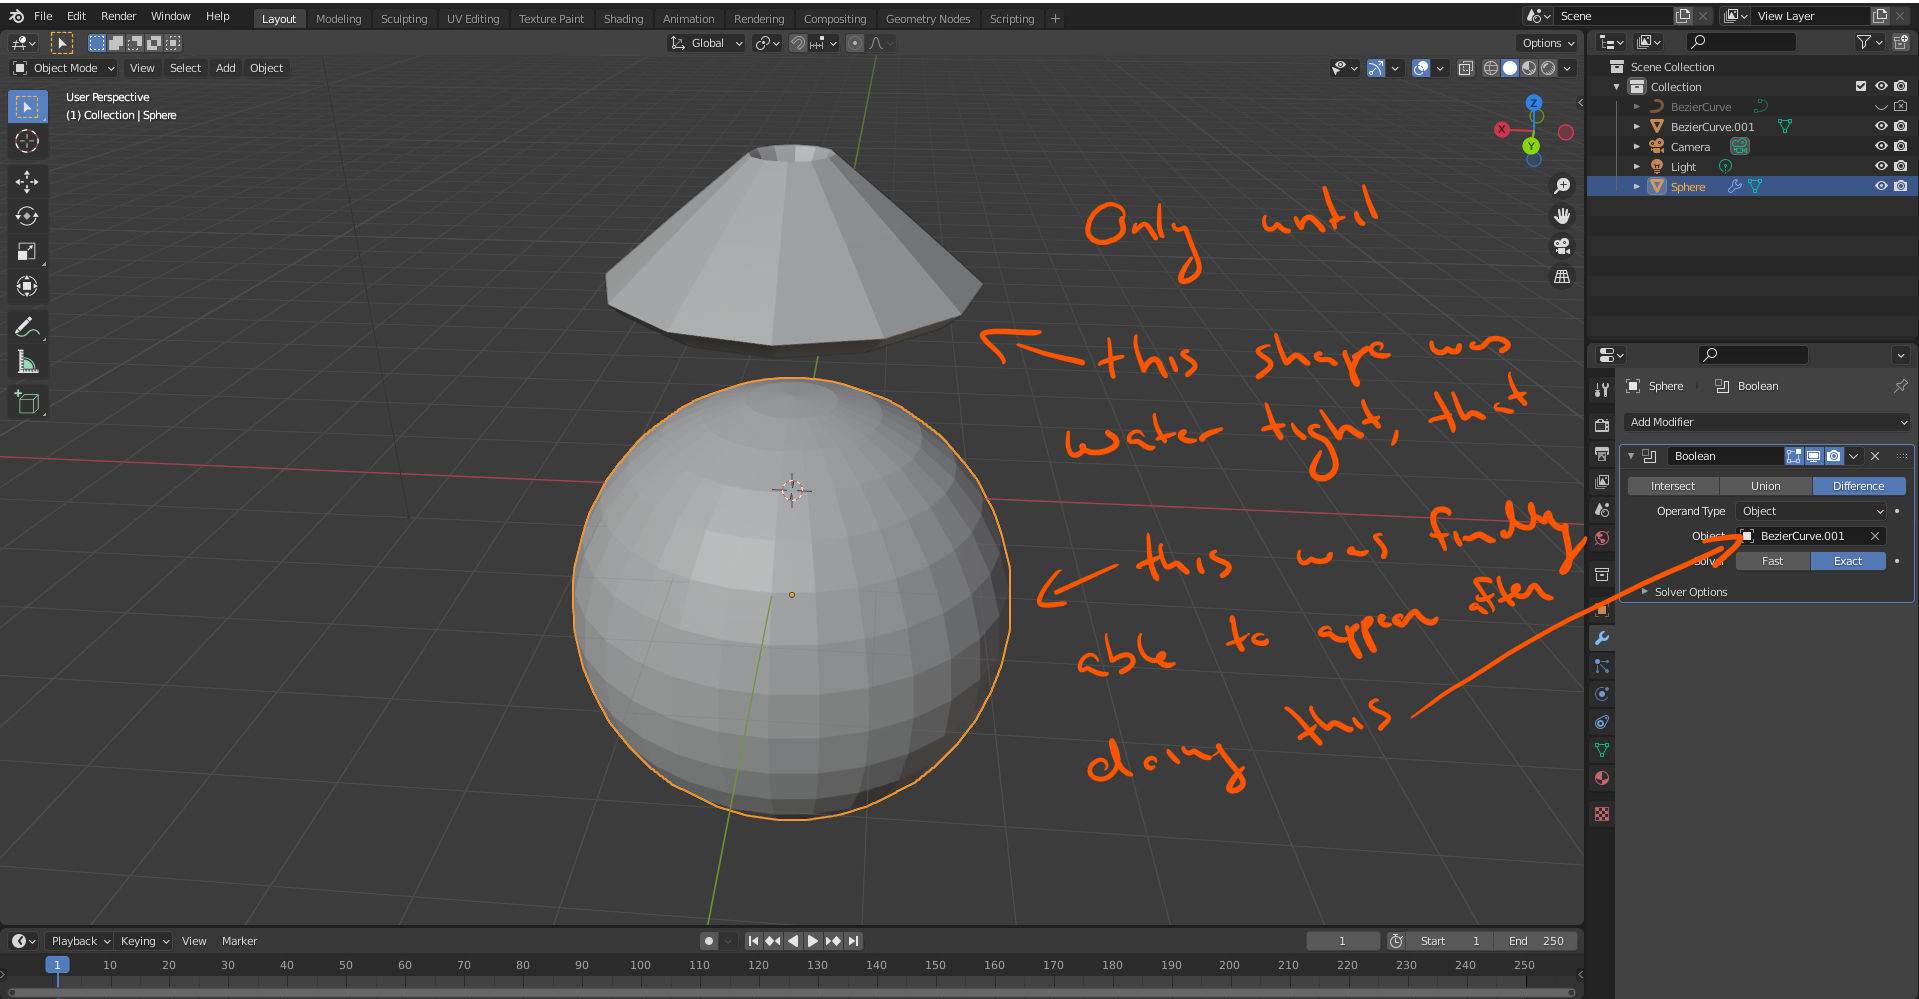 File Edit Render Window Help Layout Modeling Sculpting UV Editing Texture Paint Shading Animation Rendering Compositing Geometry Nodes Scripting + Scene View Layer
Global Options
Object Mode View Select Add Object
User Perspective
(1) Collection | Sphere
Z
X
Y
Scene Collection
Collection
BezierCurve
BezierCurve.001
Camera
Light
Sphere
Only until
this shape was
water tight, that
this was finally
able to appear after
doing this
Sphere Boolean
Add Modifier
Boolean
Intersect Union Difference
Operand Type Object
Object BezierCurve.001
Solver Fast Exact
Solver Options
Playback Keying View Marker 1 Start 1 End 250
1 10 20 30 40 50 60 70 80 90 100 110 120 130 140 150 160 170 180 190 200 210 220 230 240 250